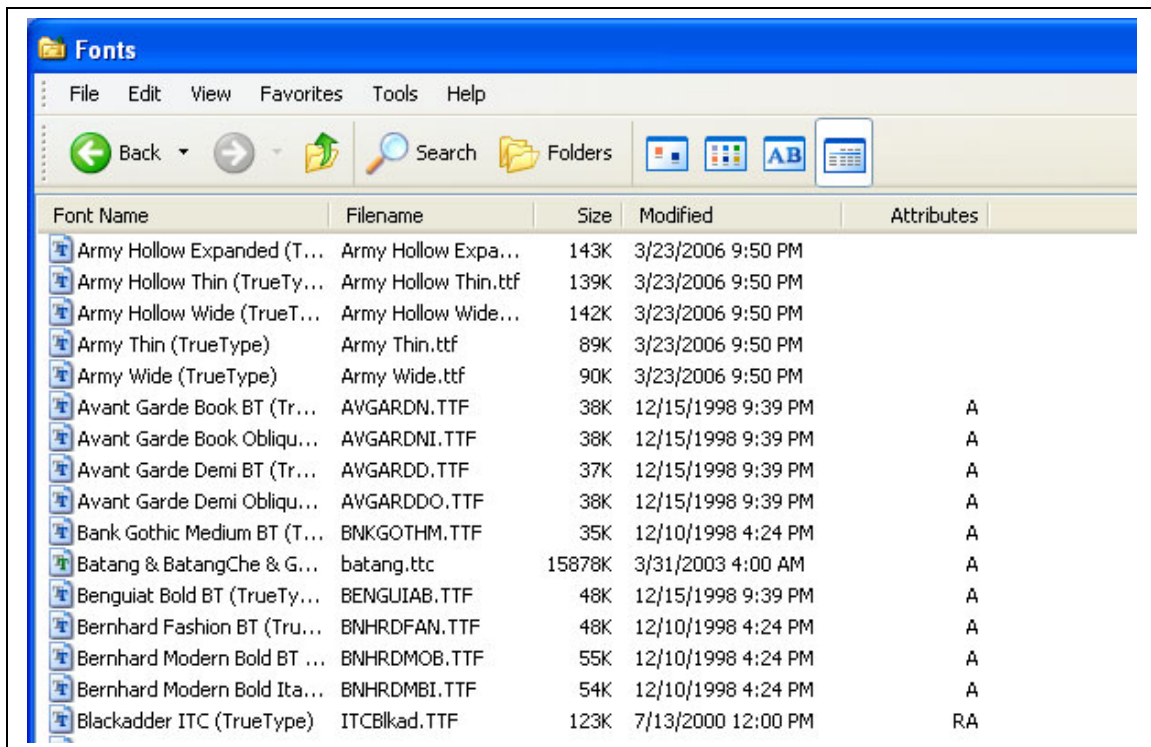 Fonts
File Edit View Favorites Tools Help
Back Search Folders AB
Font Name Filename Size Modified Attributes
Army Hollow Expanded (T... Army Hollow Expa... 143K 3/23/2006 9:50 PM
Army Hollow Thin (TrueTy... Army Hollow Thin.ttf 139K 3/23/2006 9:50 PM
Army Hollow Wide (TrueT... Army Hollow Wide... 142K 3/23/2006 9:50 PM
Army Thin (TrueType) Army Thin.ttf 89K 3/23/2006 9:50 PM
Army Wide (TrueType) Army Wide.ttf 90K 3/23/2006 9:50 PM
Avant Garde Book BT (Tr... AVGARDN.TTF 38K 12/15/1998 9:39 PM A
Avant Garde Book Obliqu... AVGARDNI.TTF 38K 12/15/1998 9:39 PM A
Avant Garde Demi BT (Tr... AVGARDD.TTF 37K 12/15/1998 9:39 PM A
Avant Garde Demi Obliqu... AVGARDDO.TTF 38K 12/15/1998 9:39 PM A
Bank Gothic Medium BT (T... BNKGOTHM.TTF 35K 12/10/1998 4:24 PM A
Batang & BatangChe & G... batang.ttc 15878K 3/31/2003 4:00 AM A
Benguiat Bold BT (TrueTy... BENGUIAB.TTF 48K 12/15/1998 9:39 PM A
Bernhard Fashion BT (Tru... BNHRDFAN.TTF 48K 12/10/1998 4:24 PM A
Bernhard Modern Bold BT ... BNHRDMOB.TTF 55K 12/10/1998 4:24 PM A
Bernhard Modern Bold Ita... BNHRDMBI.TTF 54K 12/10/1998 4:24 PM A
Blackadder ITC (TrueType) ITCBlkad.TTF 123K 7/13/2000 12:00 PM RA